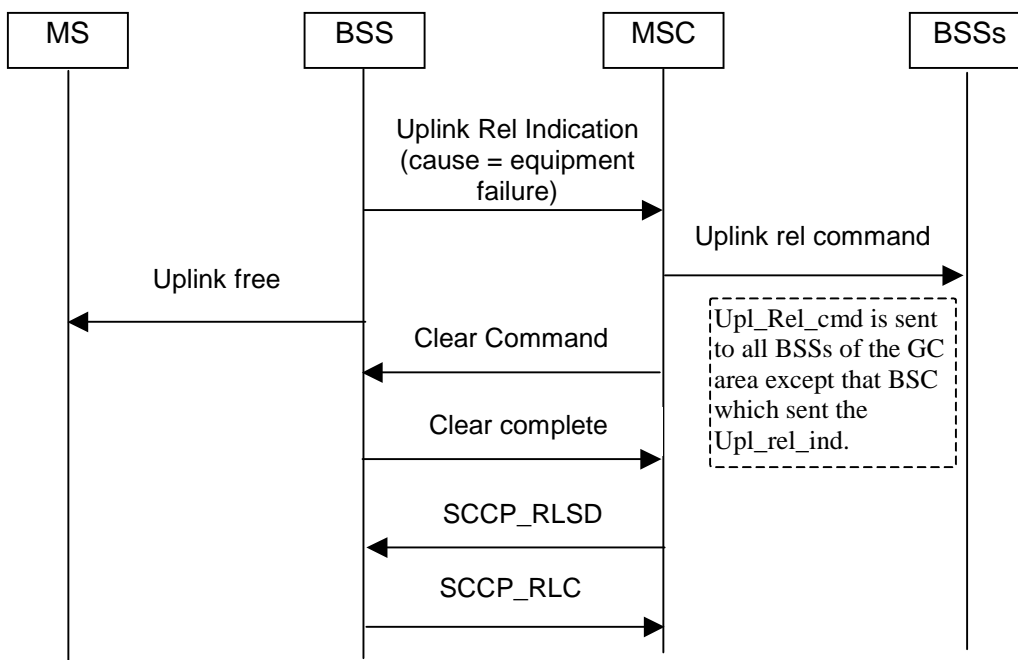 MS
BSS
MSC
BSSs
Uplink Rel Indication
(cause = equipment
failure)
Uplink rel command
Uplink free
Upl_Rel_cmd is sent
to all BSSs of the GC
area except that BSC
which sent the
Upl_rel_ind.
Clear Command
Clear complete
SCCP_RLSD
SCCP_RLC